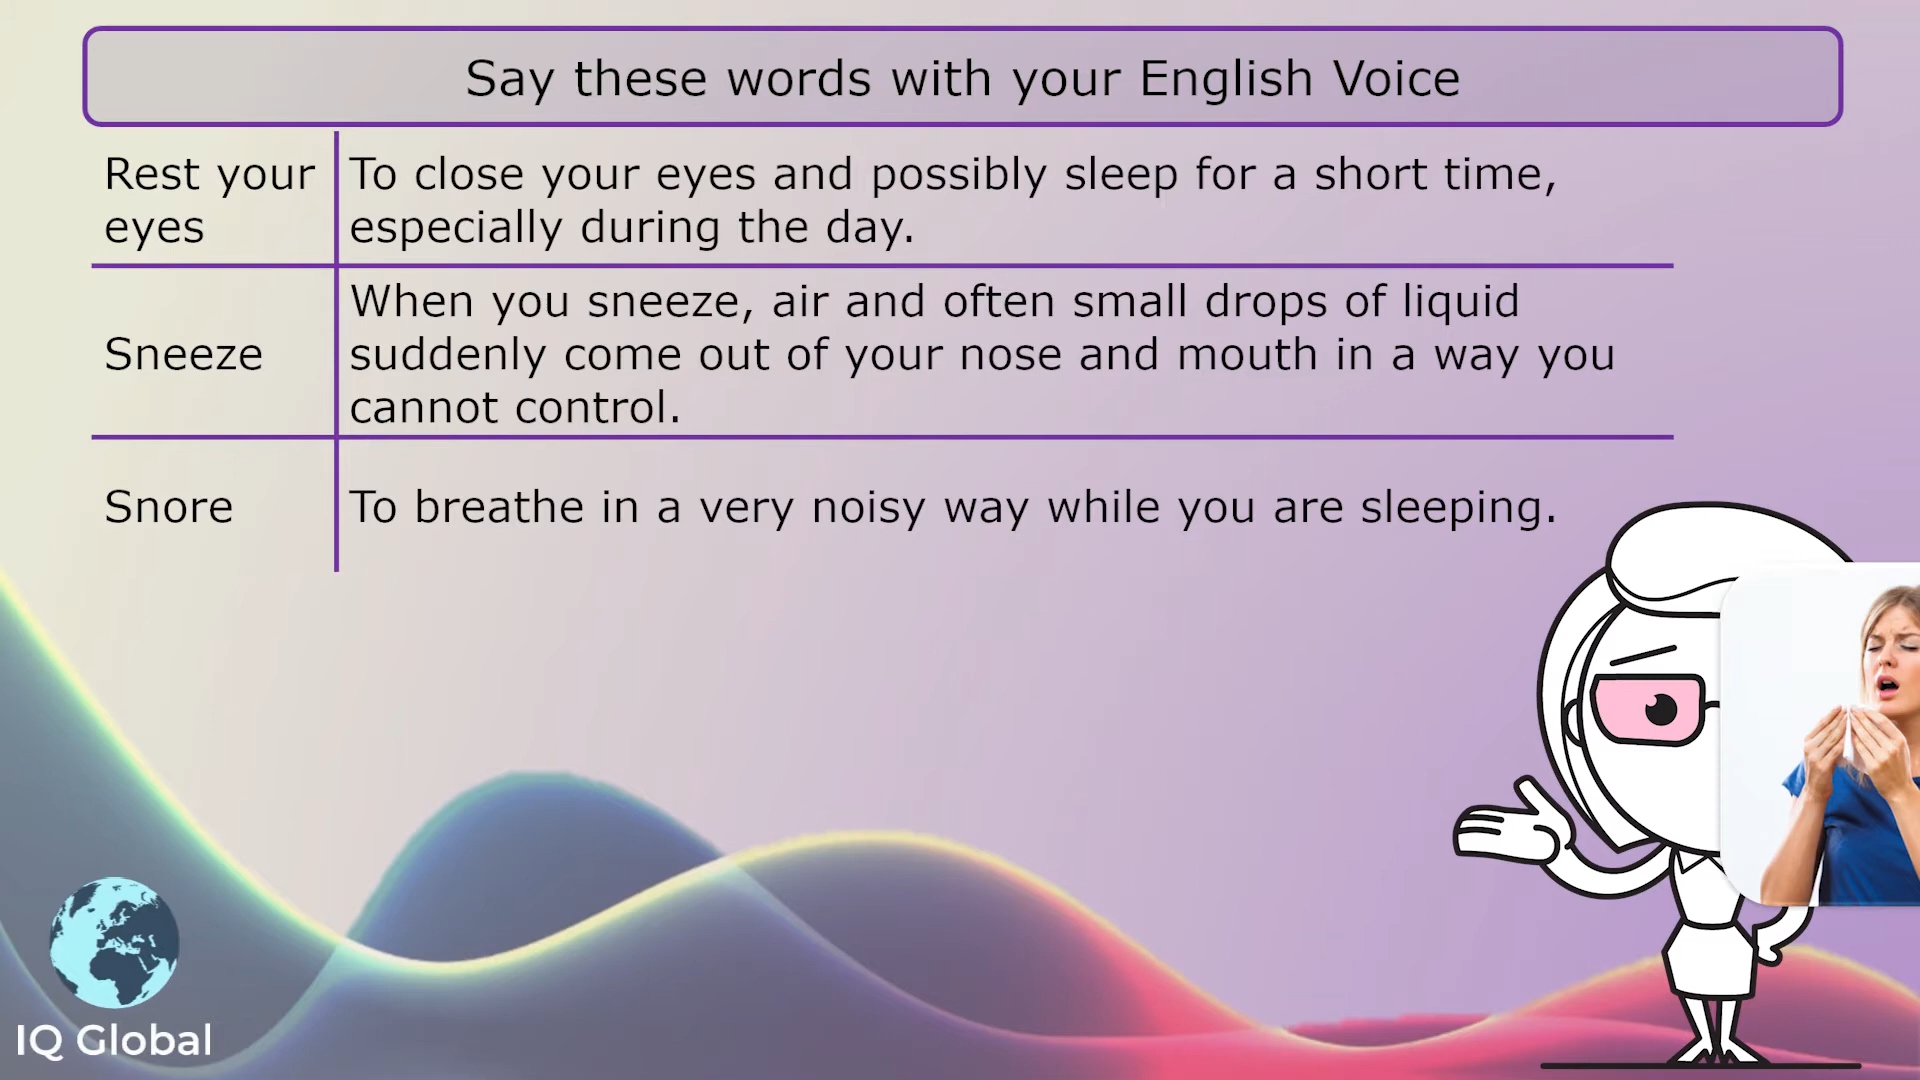 Say these words with your English Voice
Rest your
eyes
To close your eyes and possibly sleep for a short time,
especially during the day.
Sneeze
When you sneeze, air and often small drops of liquid
suddenly come out of your nose and mouth in a way you
cannot control.
Snore
To breathe in a very noisy way while you are sleeping.
IQ Global